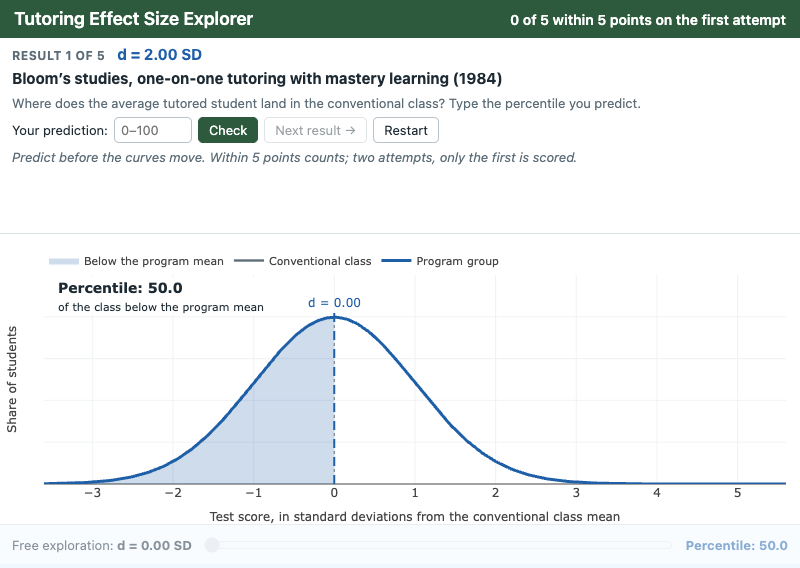 Tutoring Effect Size Explorer
0 of 5 within 5 points on the first attempt
RESULT 1 OF 5 d = 2.00 SD
Bloom’s studies, one-on-one tutoring with mastery learning (1984)
Where does the average tutored student land in the conventional class? Type the percentile you predict.
Your prediction: 0–100 Check Next result → Restart
Predict before the curves move. Within 5 points counts; two attempts, only the first is scored.
Below the program mean Conventional class Program group
Percentile: 50.0
of the class below the program mean
d = 0.00
Share of students
−3 −2 −1 0 1 2 3 4 5
Test score, in standard deviations from the conventional class mean
Free exploration: d = 0.00 SD Percentile: 50.0